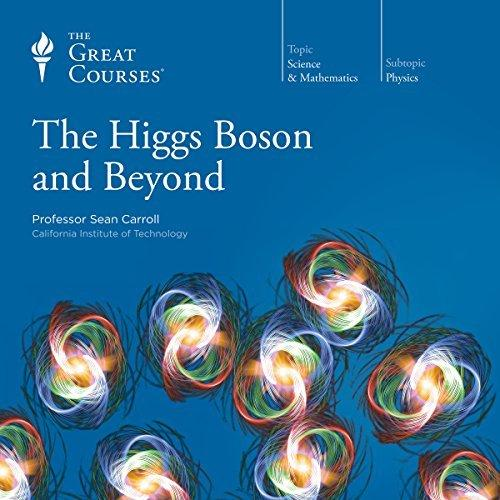 THE
GREAT
COURSES®
Topic
Science
& Mathematics
Subtopic
Physics
The Higgs Boson
and Beyond
Professor Sean Carroll
California Institute of Technology